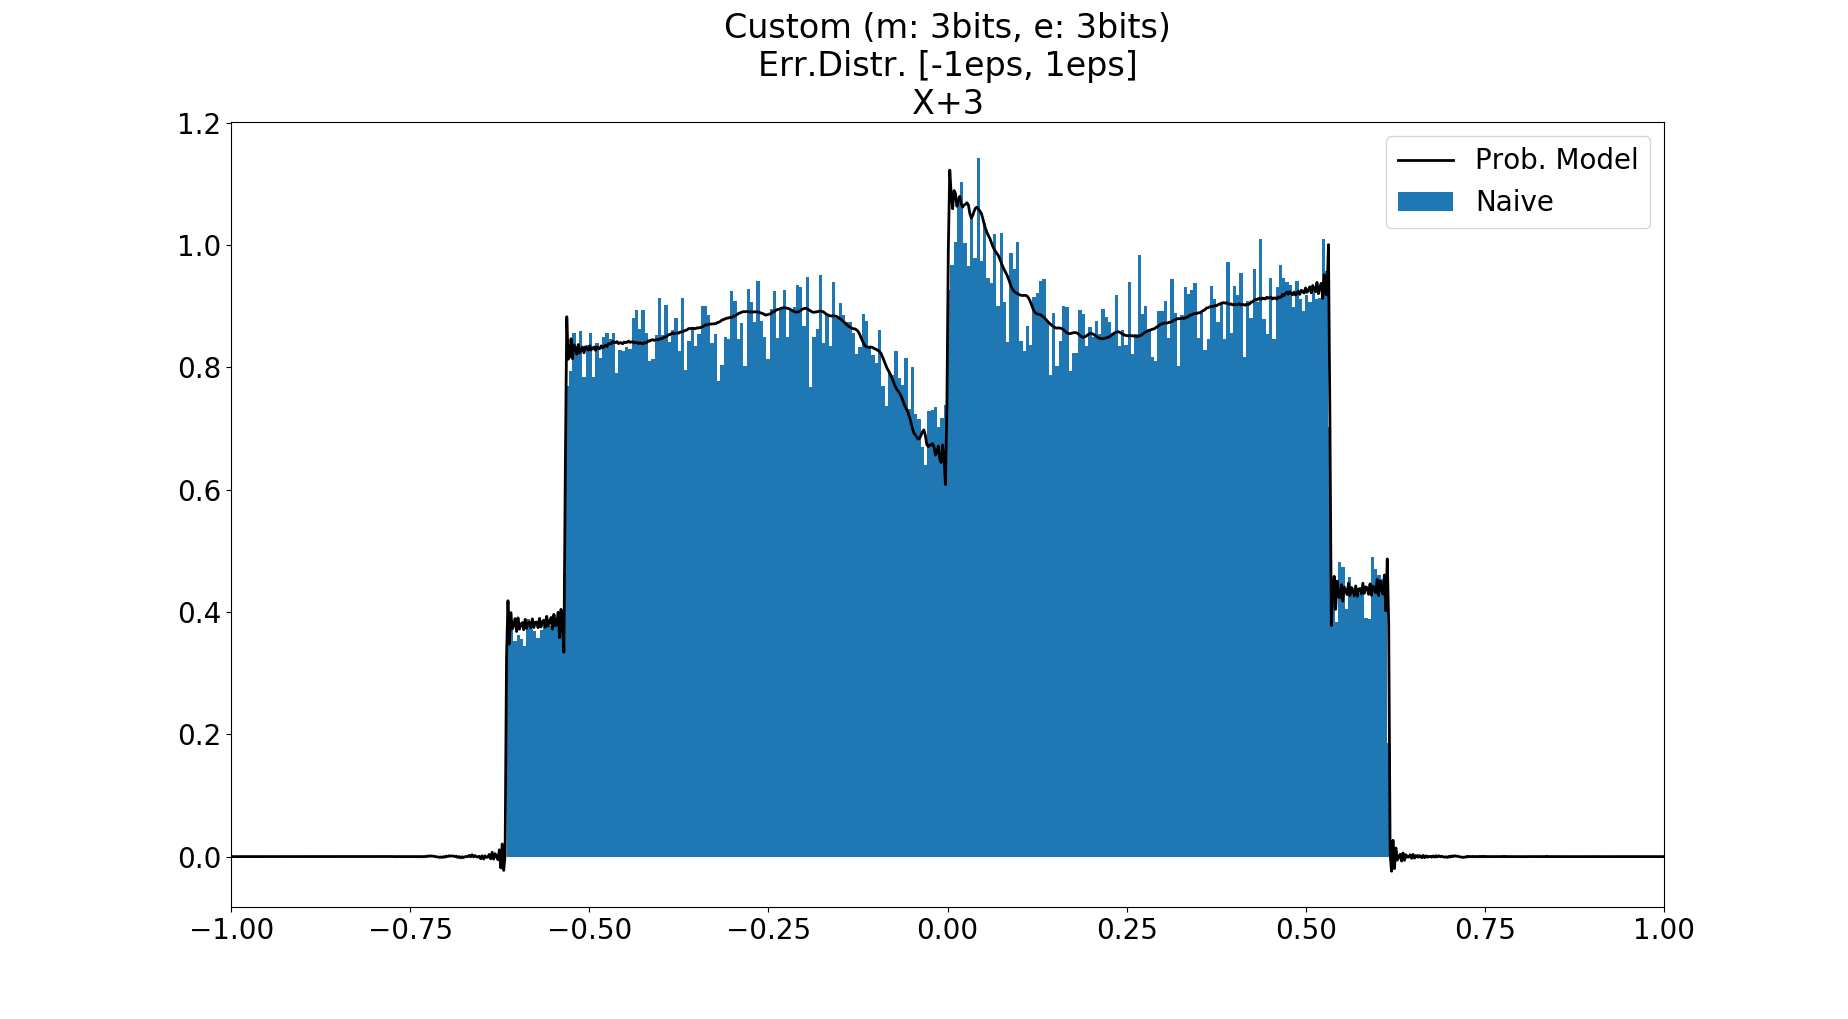 Custom (m: 3bits, e: 3bits)
Err.Distr. [-1eps, 1eps]
X+3
1.2
1.0
0.8
0.6
0.4
0.2
0.0
Prob. Model
Naive
−1.00 −0.75 −0.50 −0.25 0.00 0.25 0.50 0.75 1.00